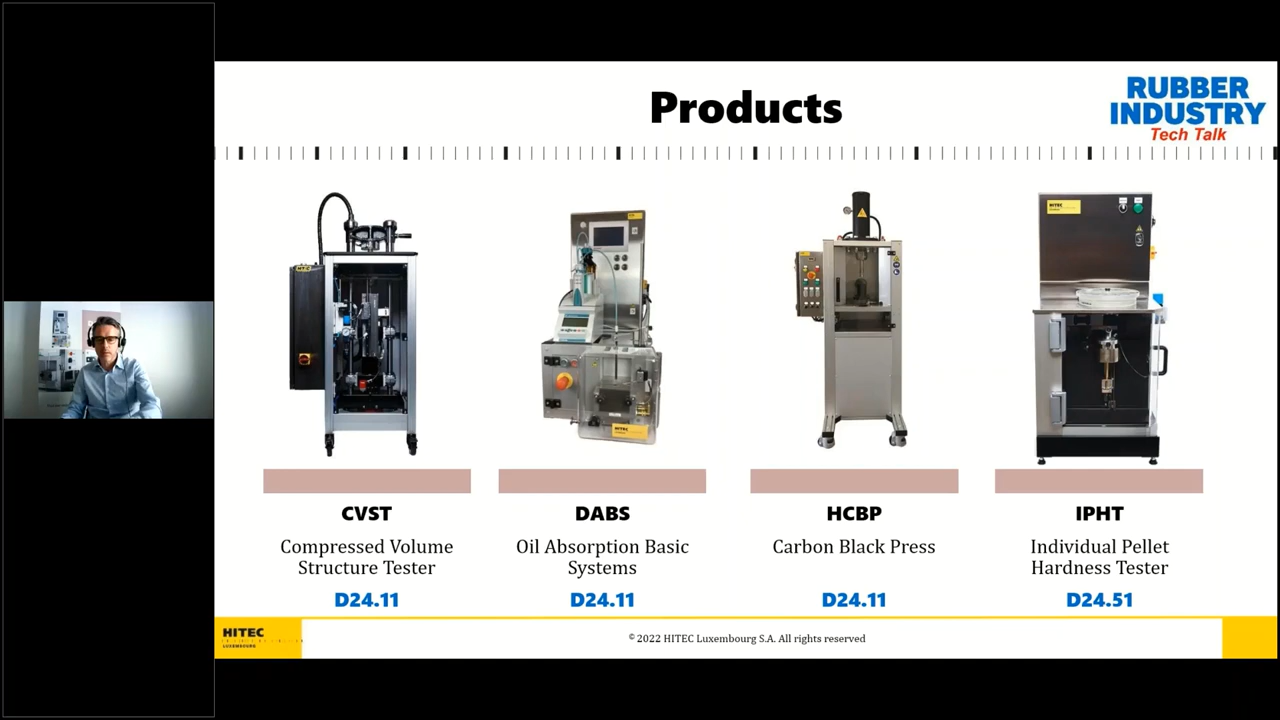 Products
RUBBER
INDUSTRY
Tech Talk
HITEC
HITEC
CVST
DABS
HCBP
IPHT
Compressed Volume
Structure Tester
Oil Absorption Basic
Systems
Carbon Black Press
Individual Pellet
Hardness Tester
D24.11
D24.11
D24.11
D24.51
HITEC
LUXEMBOURG
© 2022 HITEC Luxembourg S.A. All rights reserved